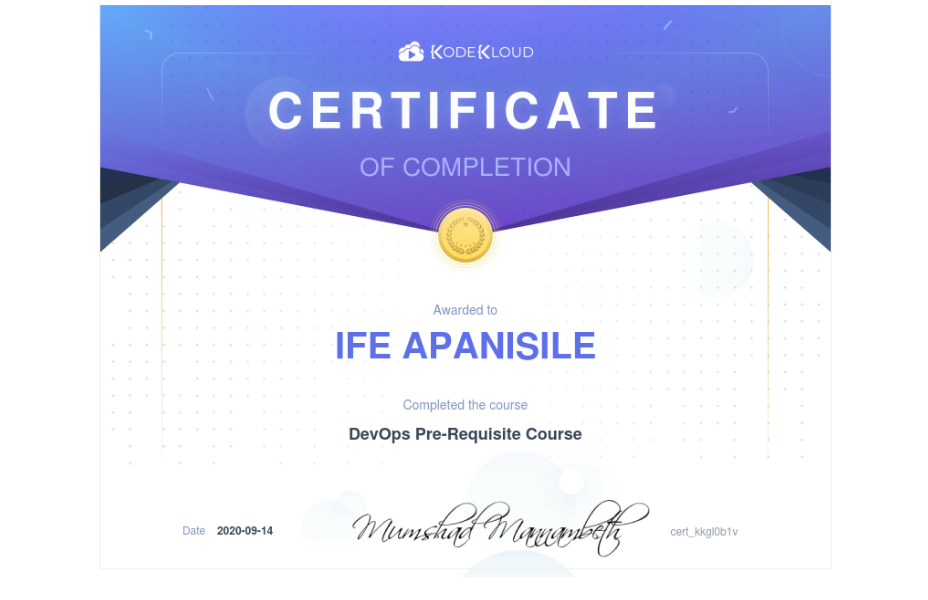 KODEKLOUD
CERTIFICATE
OF COMPLETION
Awarded to
IFE APANISILE
Completed the course
DevOps Pre-Requisite Course
Date 2020-09-14
Mumshad Mannambeth
cert_kkgl0b1v